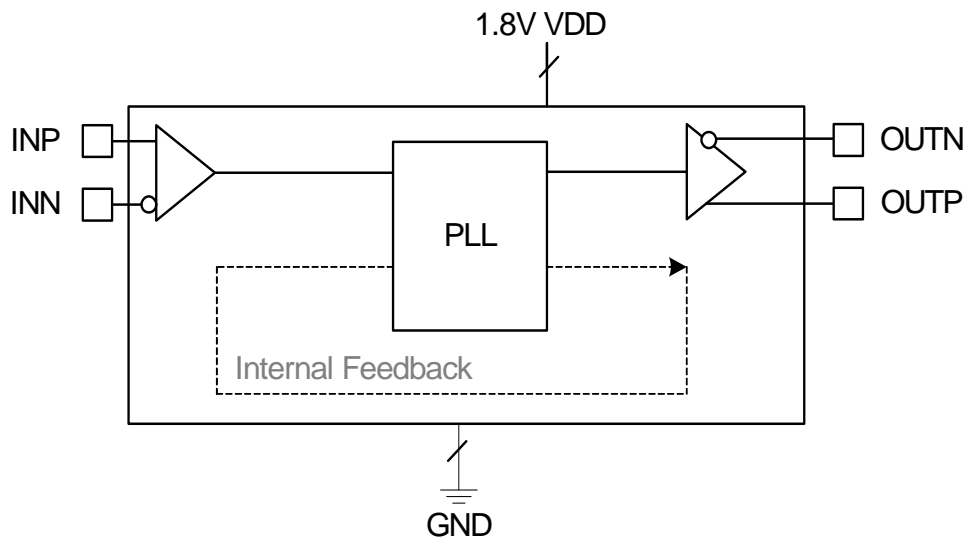 1.8V VDD
INP
INN
OUTN
OUTP
PLL
Internal Feedback
GND